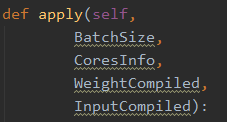 def apply(self,
BatchSize,
CoresInfo,
WeightCompiled,
InputCompiled):